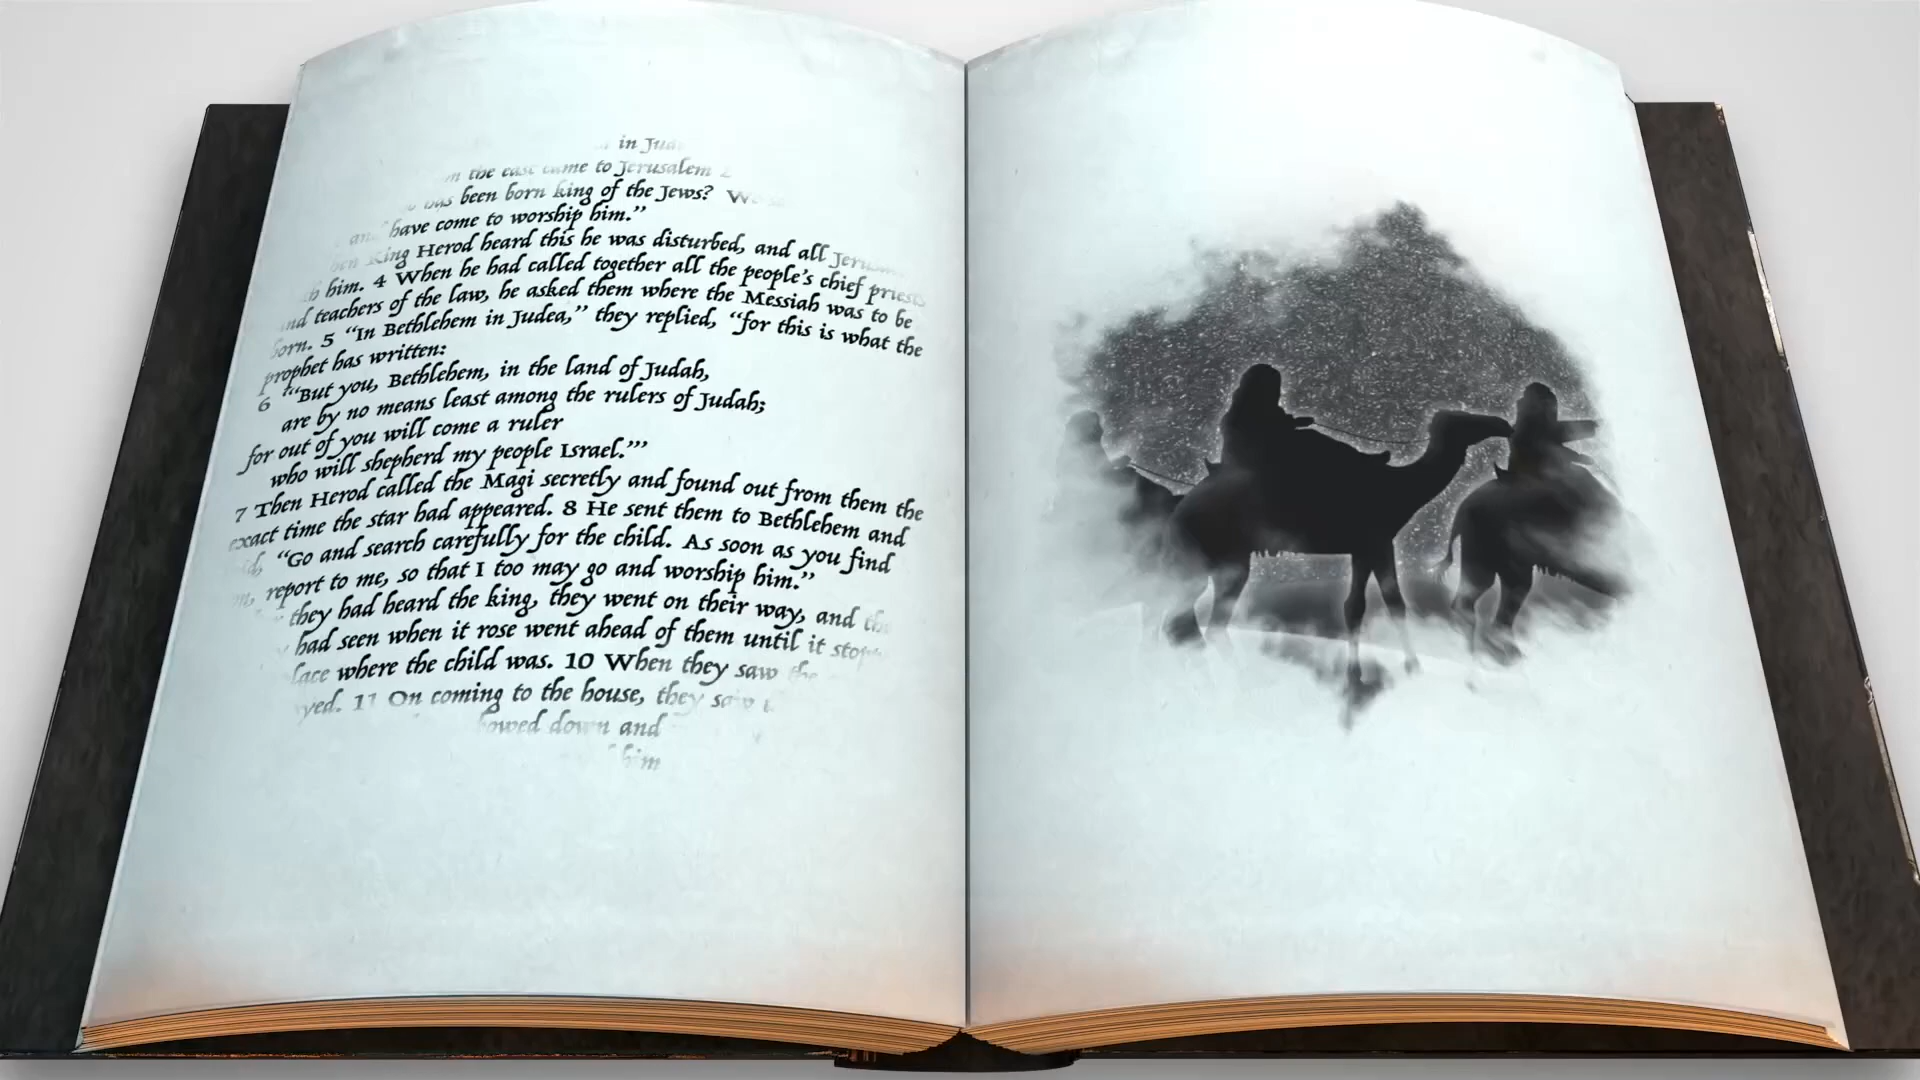 in Juda
the east came to Jerusalem 2
has been born king of the Jews?
and have come to worship him.”
King Herod heard this he was disturbed, and all
him. 4 When he had called together all the people’s chief priests
and teachers of the law, he asked them where the Messiah was to be
born. 5 “In Bethlehem in Judea,” they replied, “for this is what the
prophet has written:
6 “‘But you, Bethlehem, in the land of Judah,
are by no means least among the rulers of Judah;
for out of you will come a ruler
who will shepherd my people Israel.’”
7 Then Herod called the Magi secretly and found out from them the
exact time the star had appeared. 8 He sent them to Bethlehem and
“Go and search carefully for the child. As soon as you find
report to me, so that I too may go and worship him.”
they had heard the king, they went on their way, and the
had seen when it rose went ahead of them until it
where the child was. 10 When they saw the
11 On coming to the house, they saw
bowed down and
him